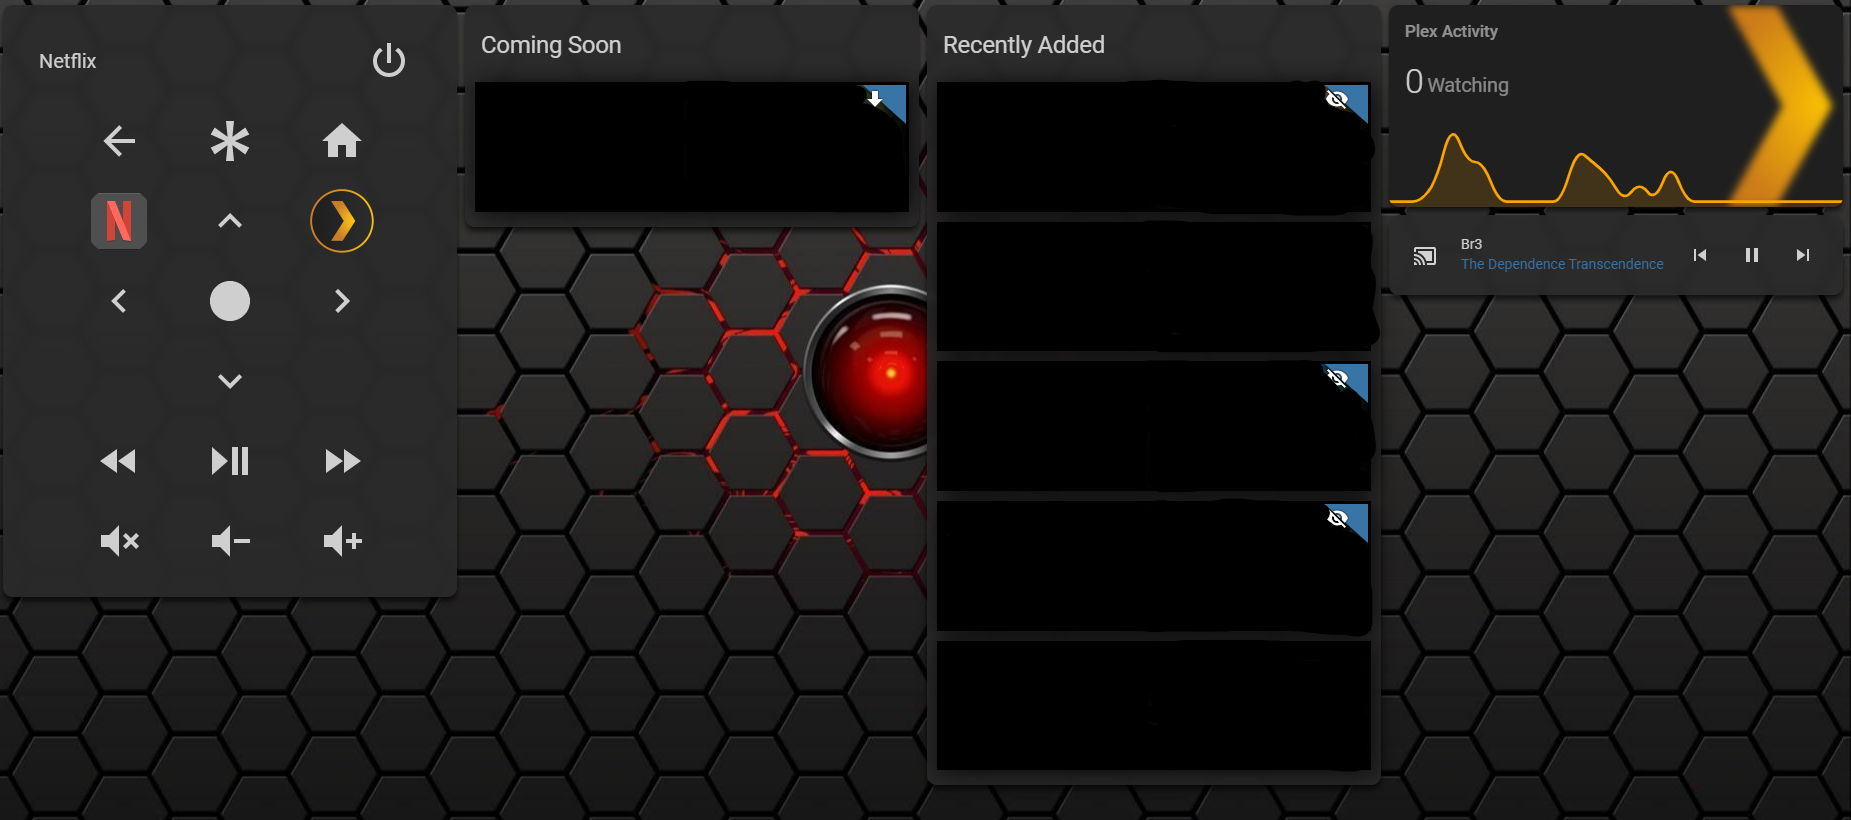 Netflix
N
Coming Soon
Recently Added
Plex Activity
0 Watching
Br3
The Dependence Transcendence